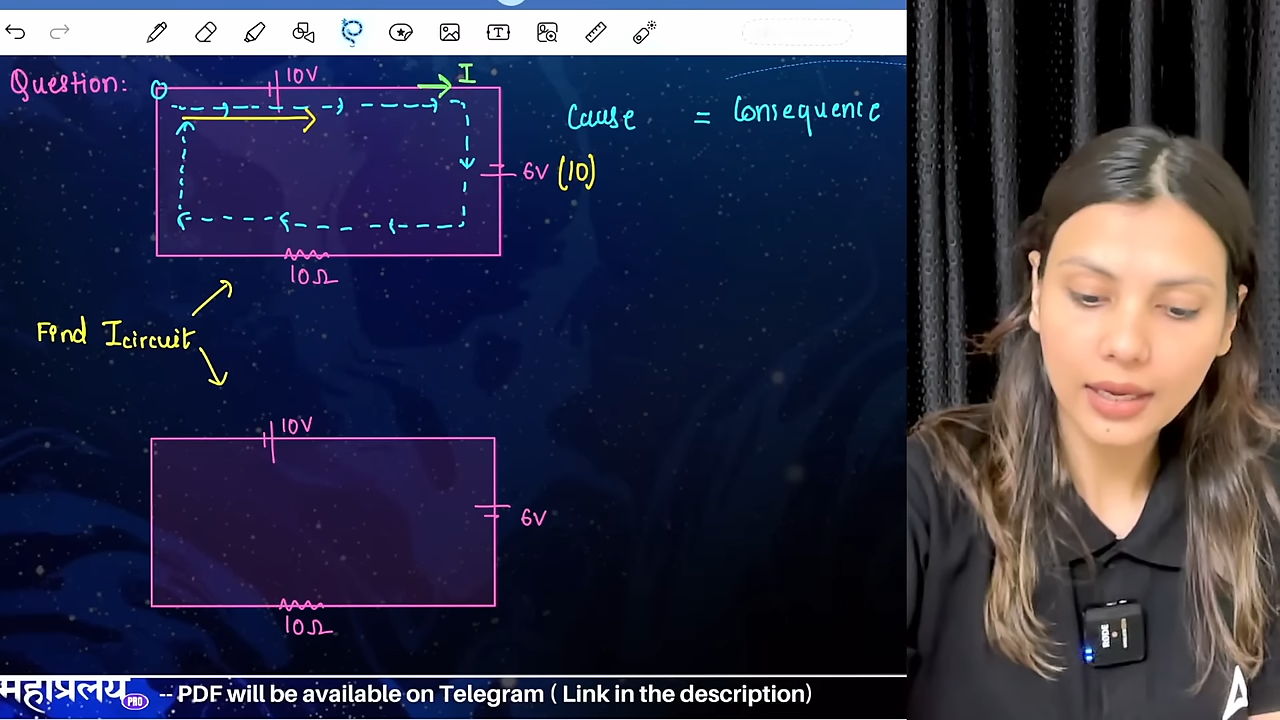 Question:
10V
I
Cause = Consequence
6V (10)
10Ω
Find Icircuit
10V
6V
10Ω
महाप्रलय PRO -- PDF will be available on Telegram ( Link in the description)
RODE